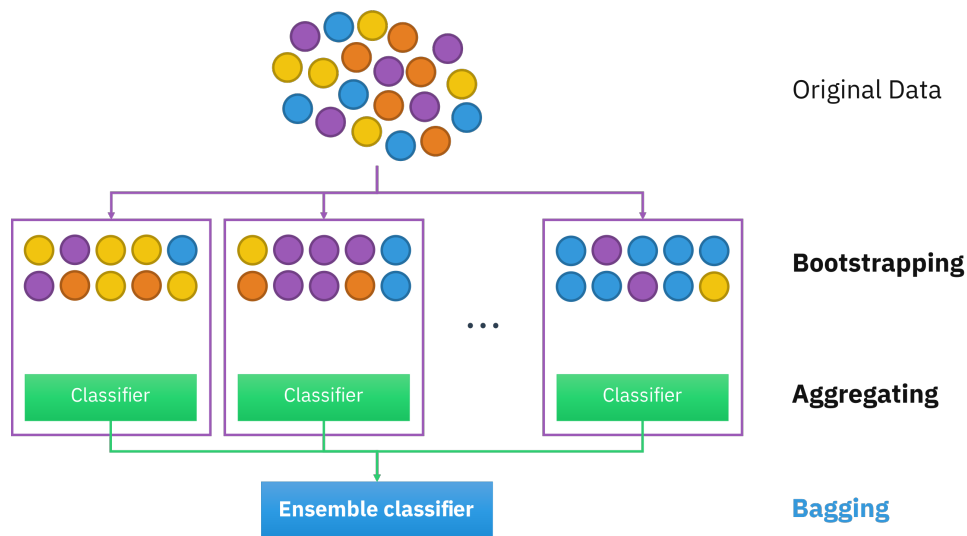 Original Data
Bootstrapping
...
Classifier
Classifier
Classifier
Aggregating
Ensemble classifier
Bagging